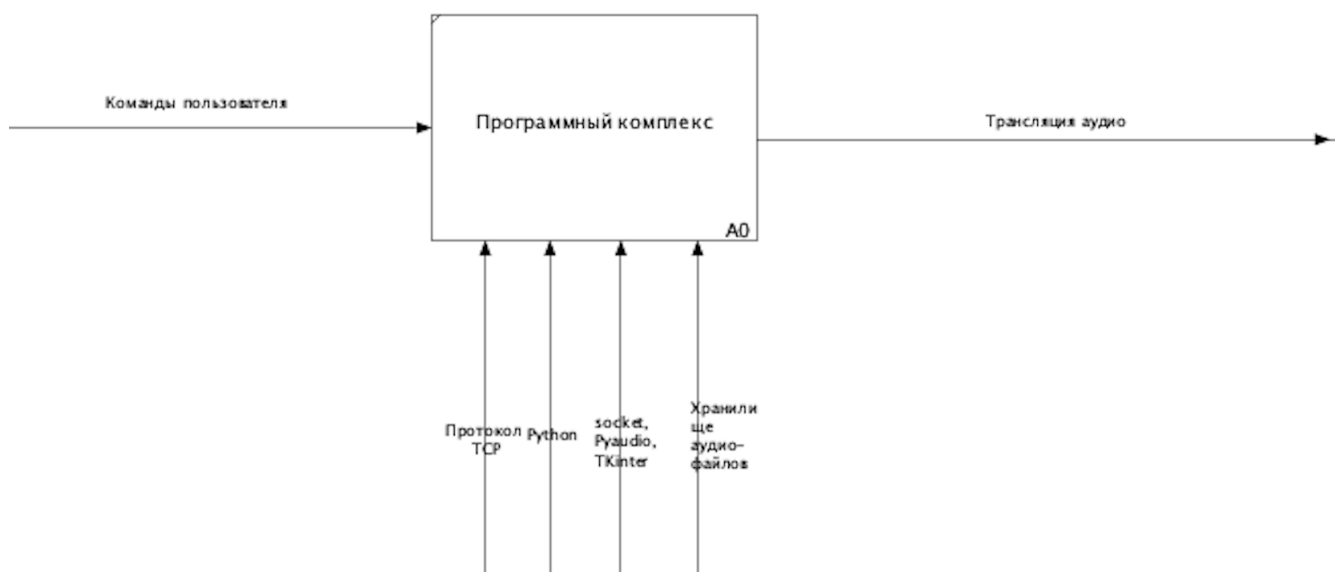 Команды пользователя
Программный комплекс
Трансляция аудио
A0
Протокол
TCP
Python
socket,
Pyaudio,
TKinter
Хранили
ще
аудио-
файлов